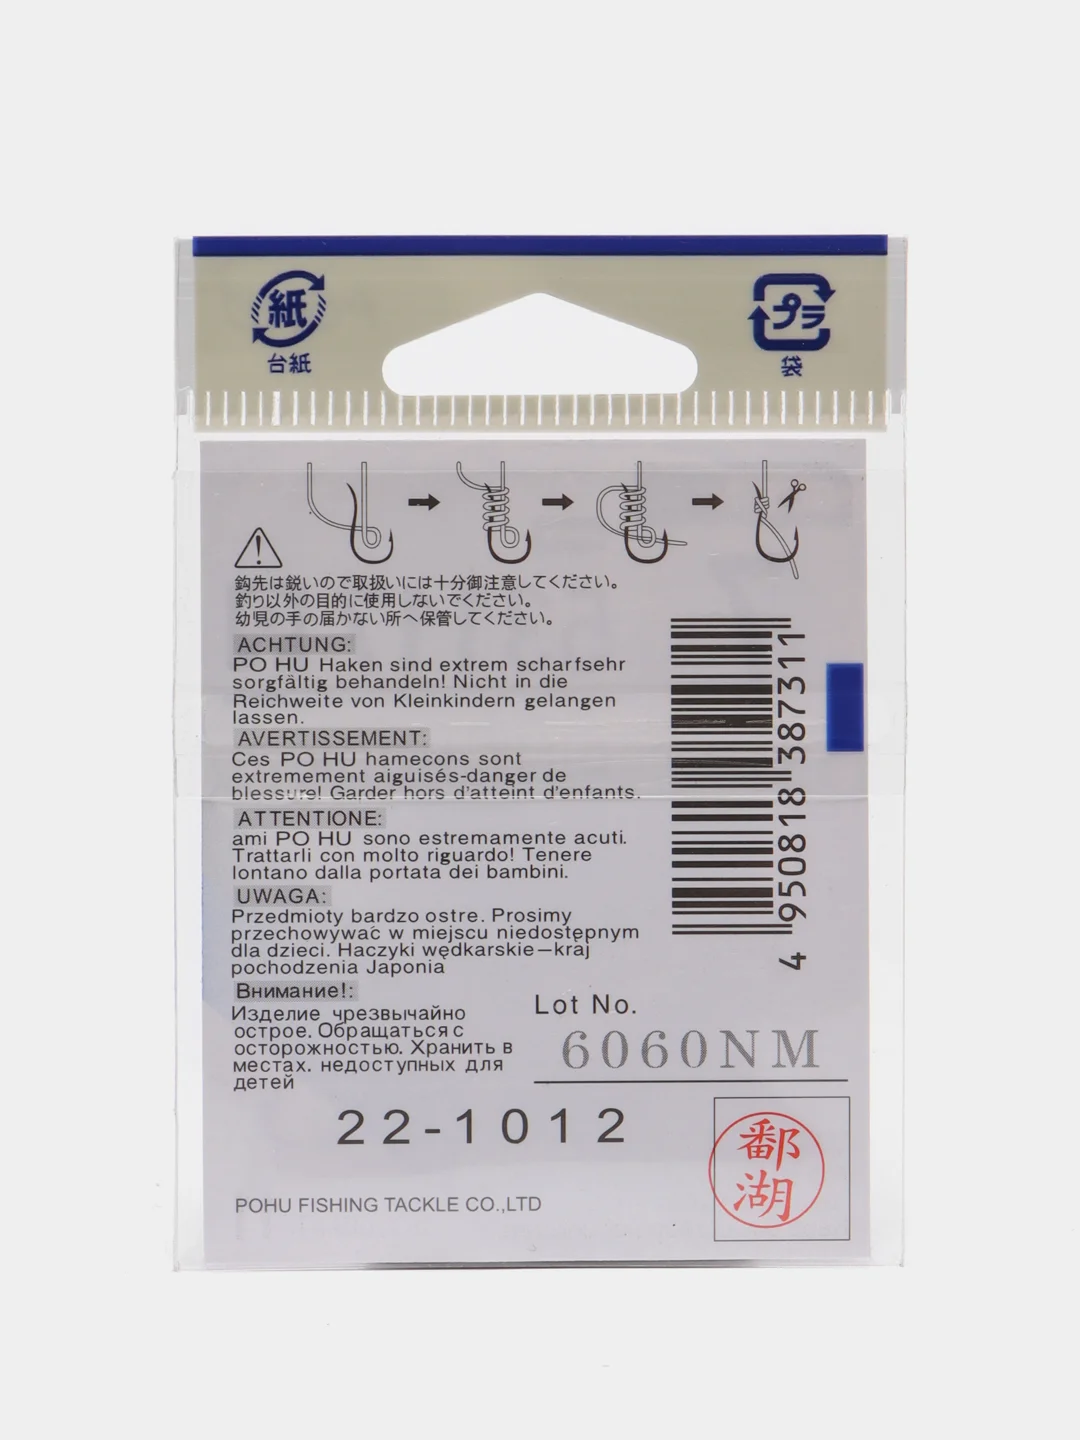 紙
台紙
プラ
袋
鈎先は鋭いので取扱いには十分御注意してください。
釣り以外の目的に使用しないでください。
幼児の手の届かない所へ保管してください。
ACHTUNG:
PO HU Haken sind extrem scharfsehr
sorgfältig behandeln! Nicht in die
Reichweite von Kleinkindern gelangen
lassen.
AVERTISSEMENT:
Ces PO HU hamecons sont
extremement aiguisés-danger de
blessure! Garder hors d'atteint d'enfants.
ATTENTIONE:
ami PO HU sono estremamente acuti.
Trattarli con molto riguardo! Tenere
lontano dalla portata dei bambini.
UWAGA:
Przedmioty bardzo ostre. Prosimy
przechowywać w miejscu niedostępnym
dla dzieci. Haczyki wędkarskie—kraj
pochodzenia Japonia
Внимание!:
Изделие чрезвычайно
острое. Обращаться с
осторожностью. Хранить в
местах. недоступных для
детей
4 950818 387311
Lot No.
6060NM
22-1012
POHU FISHING TACKLE CO.,LTD
鄱
湖